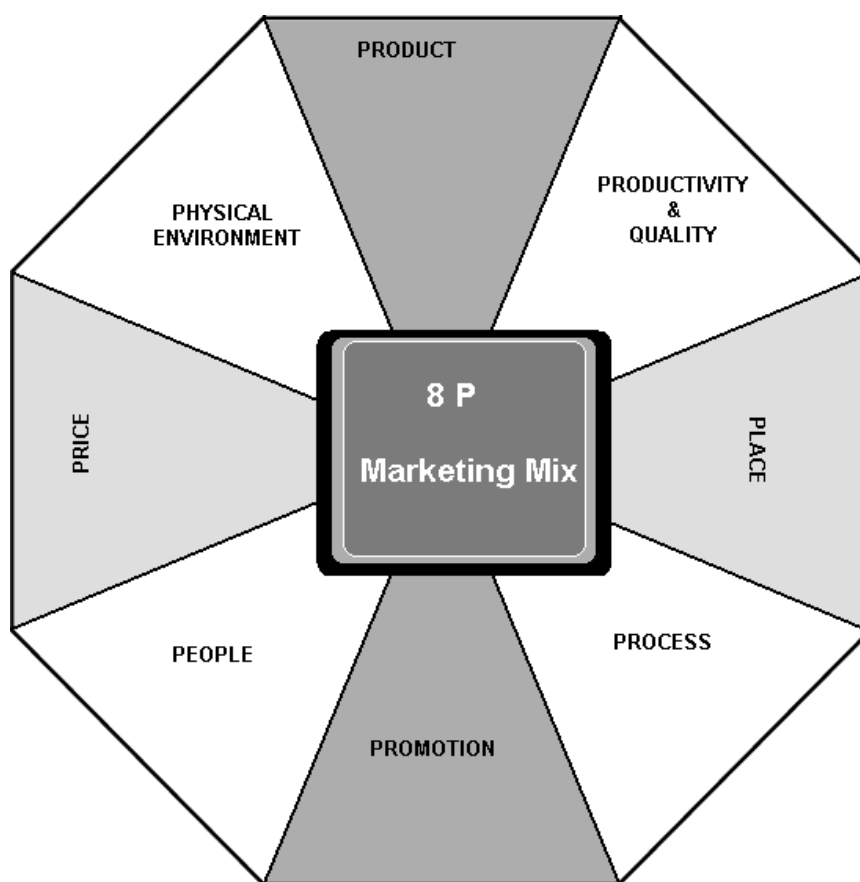 PRODUCT
PRODUCTIVITY
&
QUALITY
PHYSICAL
ENVIRONMENT
8 P
Marketing Mix
PRICE
PLACE
PEOPLE
PROCESS
PROMOTION